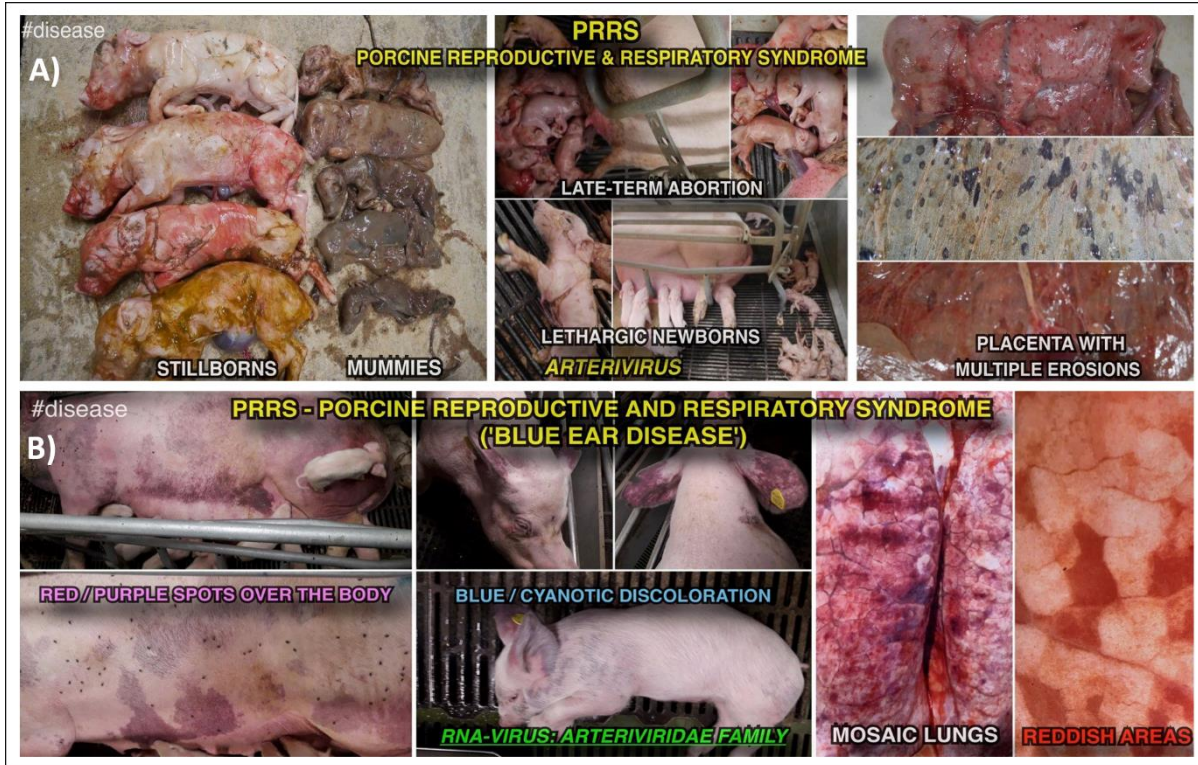 #disease
A)
PRRS
PORCINE REPRODUCTIVE & RESPIRATORY SYNDROME
LATE-TERM ABORTION
LETHARGIC NEWBORNS
ARTERIVIRUS
STILLBORNS
MUMMIES
PLACENTA WITH
MULTIPLE EROSIONS
#disease
B)
PRRS - PORCINE REPRODUCTIVE AND RESPIRATORY SYNDROME
('BLUE EAR DISEASE')
RED / PURPLE SPOTS OVER THE BODY
BLUE / CYANOTIC DISCOLORATION
RNA-VIRUS: ARTERIVIRIDAE FAMILY
MOSAIC LUNGS
REDDISH AREAS